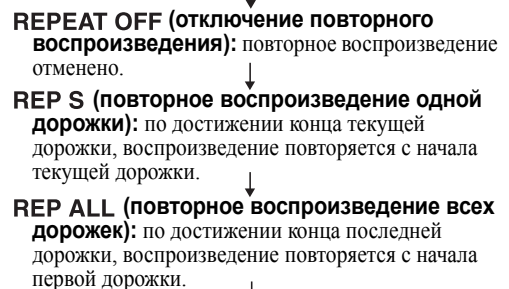 REPEAT OFF (отключение повторного
воспроизведения): повторное воспроизведение
отменено.
REP S (повторное воспроизведение одной
дорожки): по достижении конца текущей
дорожки, воспроизведение повторяется с начала
текущей дорожки.
REP ALL (повторное воспроизведение всех
дорожек): по достижении конца последней
дорожки, воспроизведение повторяется с начала
первой дорожки.